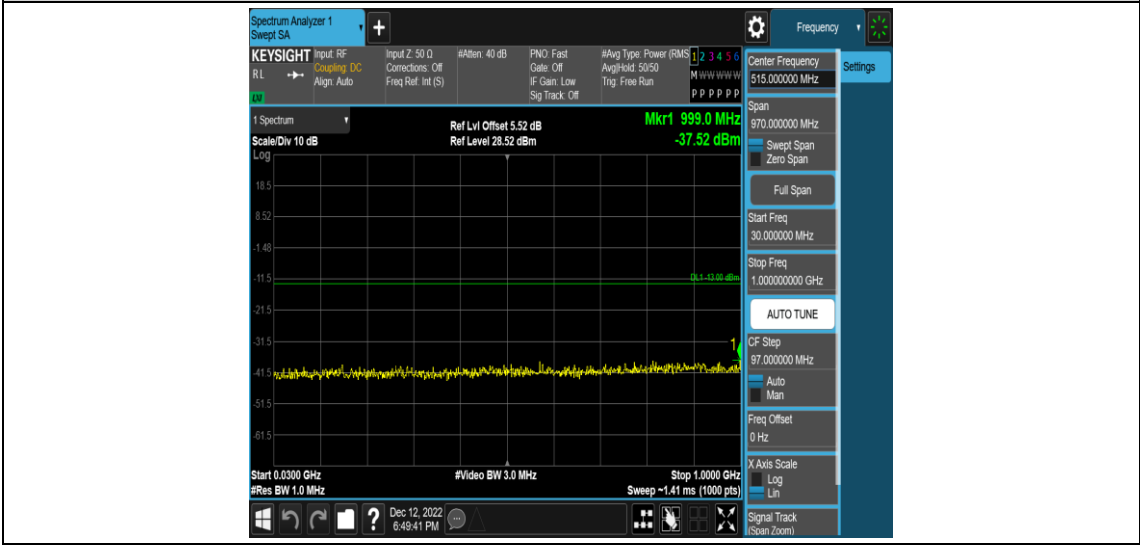 Spectrum Analyzer 1
Swept SA
+
Frequency
KEYSIGHT
RL
LM
Input: RF
Coupling: DC
Align: Auto
Input Z: 50 Ω
Corrections: Off
Freq Ref: Int (S)
#Atten: 40 dB
PNO: Fast
Gate: Off
IF Gain: Low
Sig Track: Off
#Avg Type: Power (RMS
Avg|Hold: 50/50
Trig: Free Run
1 2 3 4 5 6
M W W W W W
P P P P P P
1 Spectrum
Scale/Div 10 dB
Log
Ref Lvl Offset 5.52 dB
Ref Level 28.52 dBm
Mkr1 999.0 MHz
-37.52 dBm
18.5
8.52
-1.48
-11.5
DL1 -13.00 dBm
-21.5
-31.5
1
-41.5
-51.5
-61.5
Start 0.0300 GHz
#Res BW 1.0 MHz
#Video BW 3.0 MHz
Stop 1.0000 GHz
Sweep ~1.41 ms (1000 pts)
?
Dec 12, 2022
6:49:41 PM
Center Frequency
515.000000 MHz
Settings
Span
970.000000 MHz
Swept Span
Zero Span
Full Span
Start Freq
30.000000 MHz
Stop Freq
1.000000000 GHz
AUTO TUNE
CF Step
97.000000 MHz
Auto
Man
Freq Offset
0 Hz
X Axis Scale
Log
Lin
Signal Track
(Span Zoom)